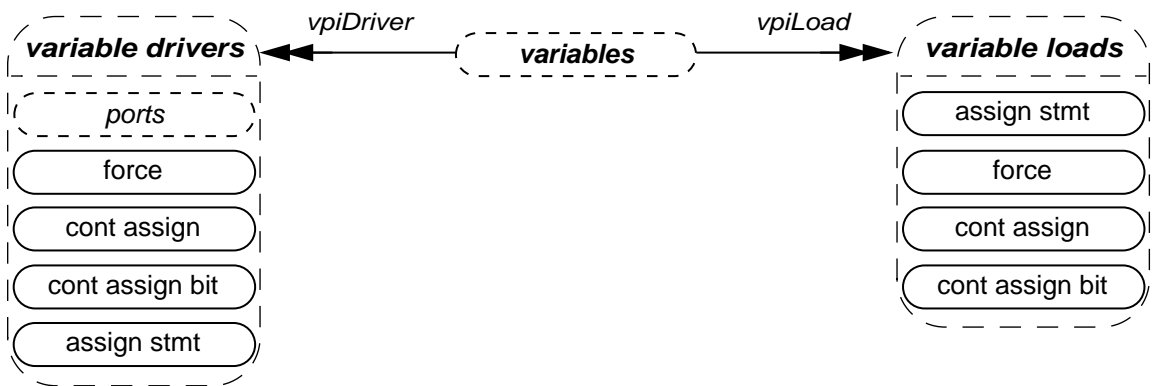 vpiDriver
vpiLoad
variable drivers
variables
variable loads
ports
force
cont assign
cont assign bit
assign stmt
assign stmt
force
cont assign
cont assign bit